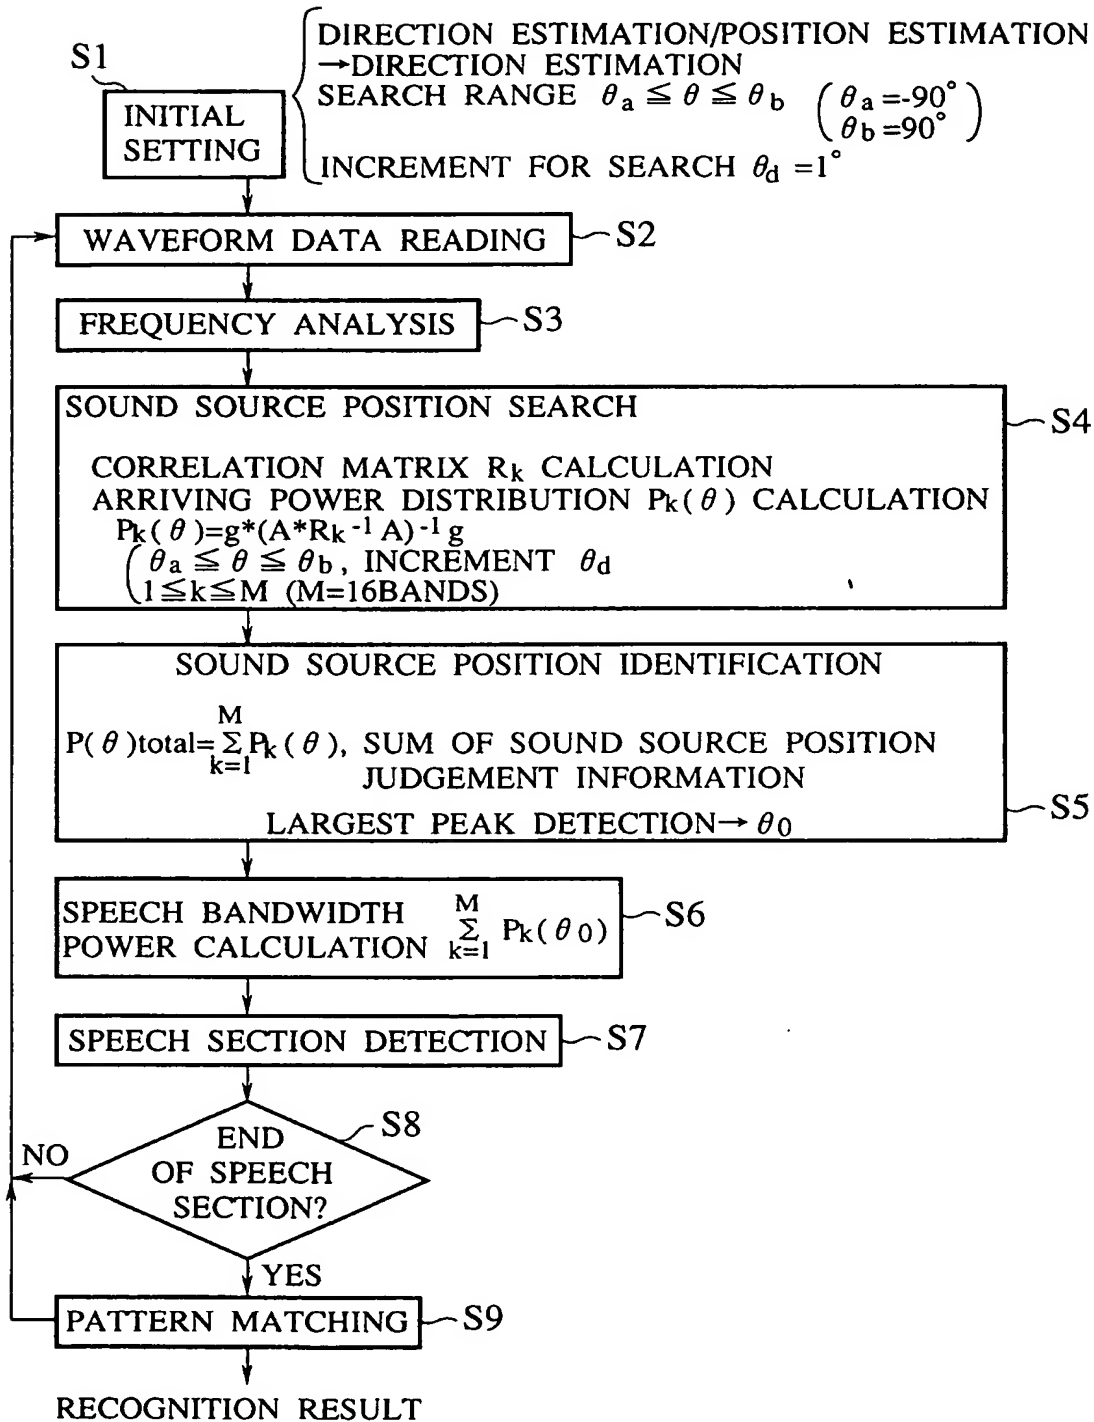 S1
INITIAL
SETTING
DIRECTION ESTIMATION/POSITION ESTIMATION
→DIRECTION ESTIMATION
SEARCH RANGE θa ≦ θ ≦ θb (θa =-90°
θb =90°)
INCREMENT FOR SEARCH θd =1°
WAVEFORM DATA READING
S2
FREQUENCY ANALYSIS
S3
SOUND SOURCE POSITION SEARCH
S4
CORRELATION MATRIX Rk CALCULATION
ARRIVING POWER DISTRIBUTION Pk(θ) CALCULATION
Pk(θ)=g*(A*Rk-1 A)-1 g
(θa ≦ θ ≦ θb, INCREMENT θd
1≦k≦M (M=16BANDS)
SOUND SOURCE POSITION IDENTIFICATION
P(θ)total=MΣk=1Pk(θ), SUM OF SOUND SOURCE POSITION
JUDGEMENT INFORMATION
LARGEST PEAK DETECTION→ θ0
S5
SPEECH BANDWIDTH
POWER CALCULATION MΣk=1 Pk(θ0)
S6
SPEECH SECTION DETECTION
S7
END
OF SPEECH
SECTION?
S8
NO
YES
PATTERN MATCHING
S9
RECOGNITION RESULT